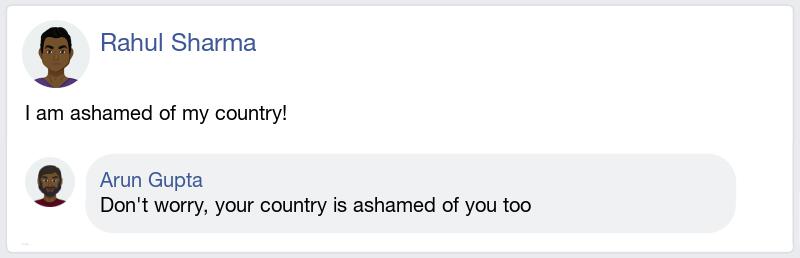 Rahul Sharma
I am ashamed of my country!
Arun Gupta
Don't worry, your country is ashamed of you too